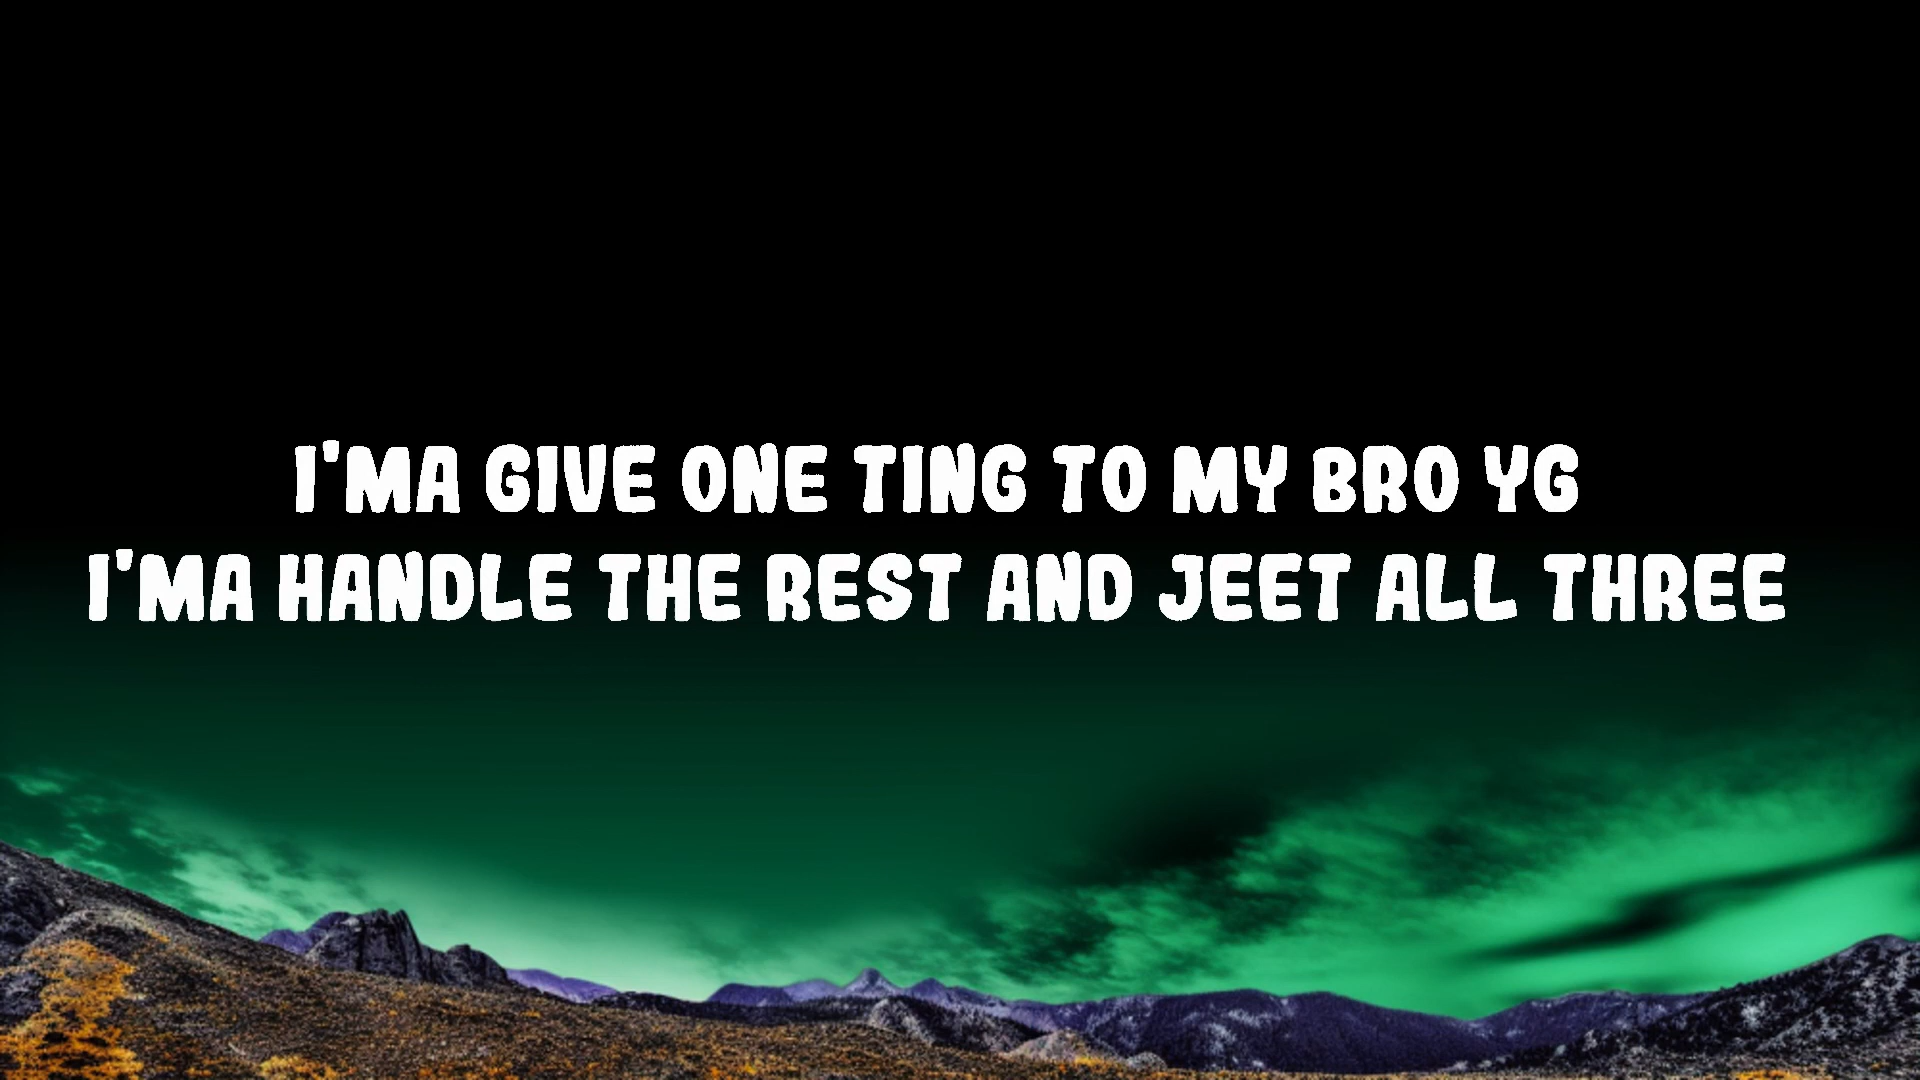 I'MA GIVE ONE TING TO MY BRO YG
I'MA HANDLE THE REST AND JEET ALL THREE